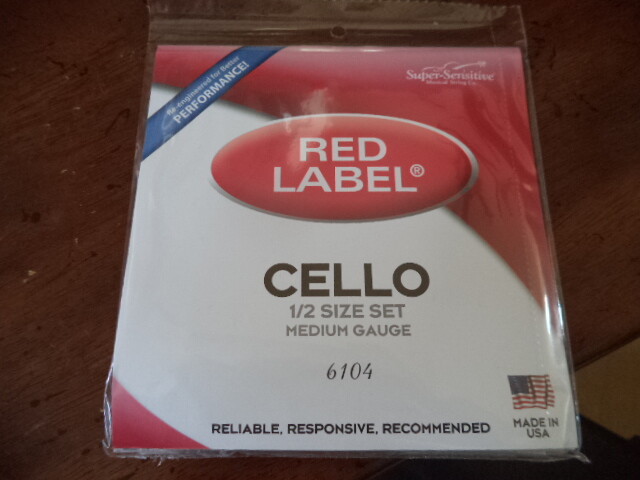 Re-engineered for Better
PERFORMANCE!
Super-Sensitive
Musical String Co.
RED
LABEL®
CELLO
1/2 SIZE SET
MEDIUM GAUGE
6104
MADE IN
USA
RELIABLE, RESPONSIVE, RECOMMENDED